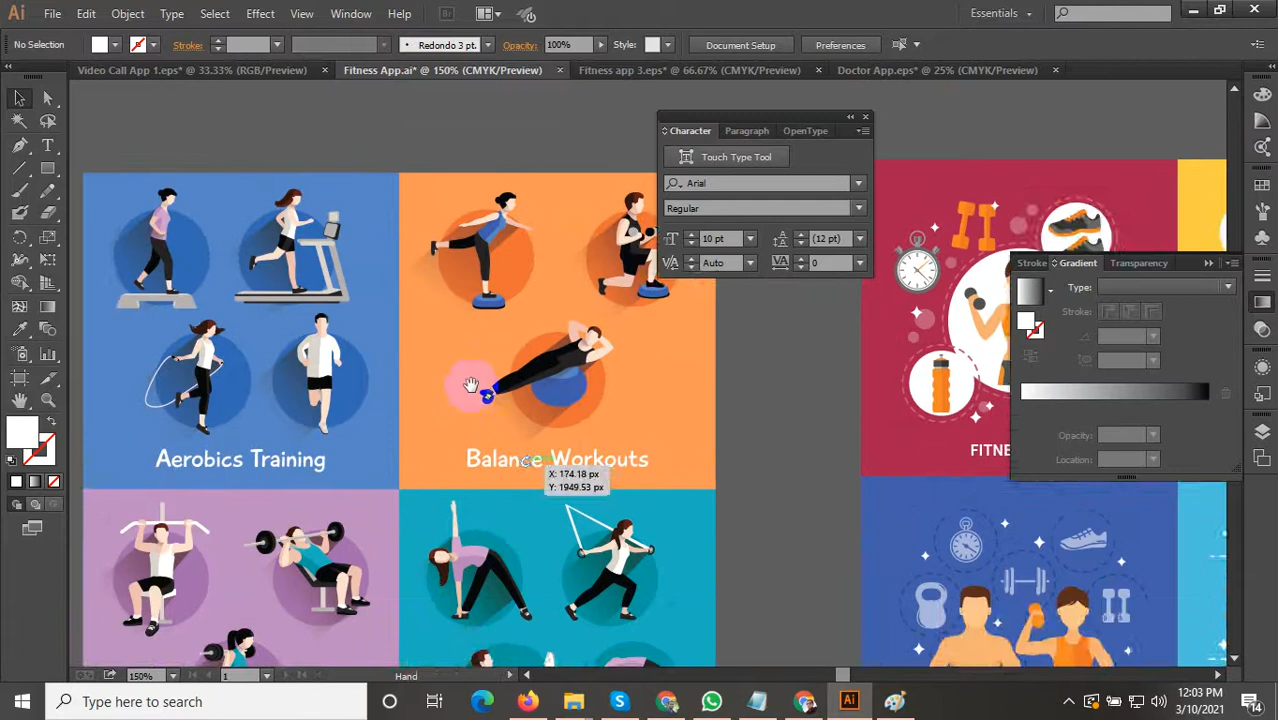 Ai File Edit Object Type Select Effect View Window Help Br Essentials
No Selection Stroke: Redondo 3 pt. Opacity: 100% Style: Document Setup Preferences
Video Call App 1.eps* @ 33.33% (RGB/Preview) × Fitness App.ai* @ 150% (CMYK/Preview) × Fitness app 3.eps* @ 66.67% (CMYK/Preview) × Doctor App.eps* @ 25% (CMYK/Preview) ×
Character Paragraph OpenType
Touch Type Tool
Arial
Regular
10 pt (12 pt)
Auto 0
Stroke Gradient Transparency
Type:
Stroke:
Opacity:
Location:
Aerobics Training
Balance Workouts
X: 174.18 px
Y: 1949.53 px
FITNE
150% 1 Hand
Type here to search
12:03 PM
3/10/2021
14